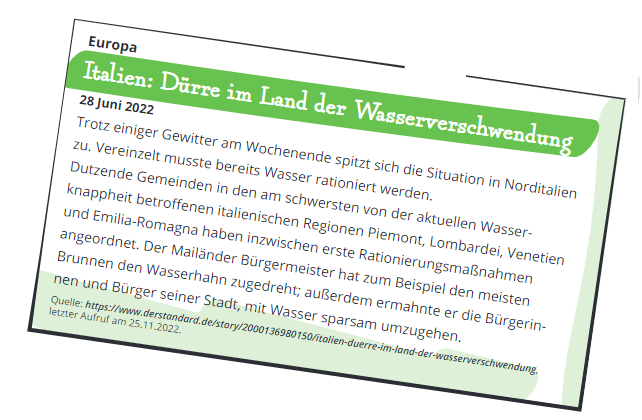 Europa
Italien: Dürre im Land der Wasserverschwendung
28 Juni 2022
Trotz einiger Gewitter am Wochenende spitzt sich die Situation in Norditalien
zu. Vereinzelt musste bereits Wasser rationiert werden.
Dutzende Gemeinden in den am schwersten von der aktuellen Wasser-
knappheit betroffenen italienischen Regionen Piemont, Lombardei, Venetien
und Emilia-Romagna haben inzwischen erste Rationierungsmaßnahmen
angeordnet. Der Mailänder Bürgermeister hat zum Beispiel den meisten
Brunnen den Wasserhahn zugedreht; außerdem ermahnte er die Bürgerin-
nen und Bürger seiner Stadt, mit Wasser sparsam umzugehen.
Quelle: https://www.derstandard.de/story/2000136980150/italien-duerre-im-land-der-wasserverschwendung,
letzter Aufruf am 25.11.2022.